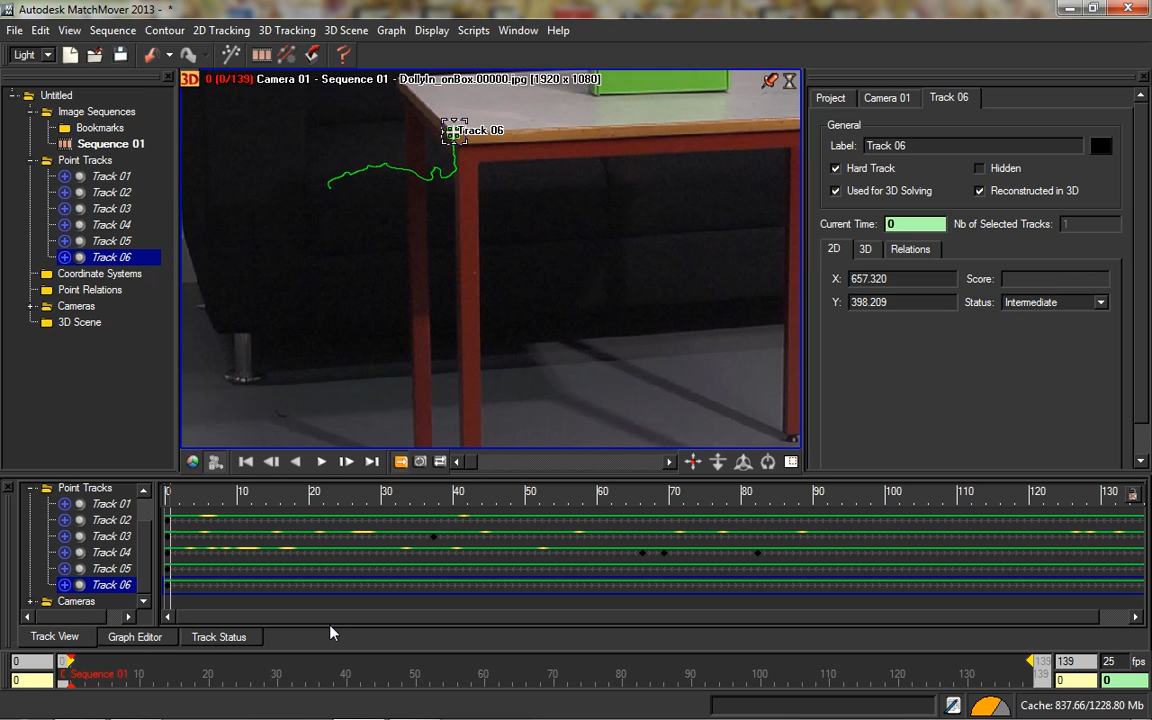 Autodesk MatchMover 2013 - *
File Edit View Sequence Contour 2D Tracking 3D Tracking 3D Scene Graph Display Scripts Window Help
Light
Untitled
Image Sequences
Bookmarks
Sequence 01
Point Tracks
Track 01
Track 02
Track 03
Track 04
Track 05
Track 06
Coordinate Systems
Point Relations
Cameras
3D Scene
3D 0 (0/139) Camera 01 - Sequence 01 - DollyIn_onBox.00000.jpg [1920 x 1080]
Track 06
Project Camera 01 Track 06
General
Label: Track 06
Hard Track Hidden
Used for 3D Solving Reconstructed in 3D
Current Time: 0 Nb of Selected Tracks: 1
2D 3D Relations
X: 657.320 Score:
Y: 398.209 Status: Intermediate
Point Tracks
Track 01
Track 02
Track 03
Track 04
Track 05
Track 06
Cameras
0 10 20 30 40 50 60 70 80 90 100 110 120 130
Track View Graph Editor Track Status
0 0 139 139 25 fps
Sequence 01 10 20 30 40 50 60 70 80 90 100 110 120 130 139
0 0 0
Cache: 837.66/1228.80 Mb